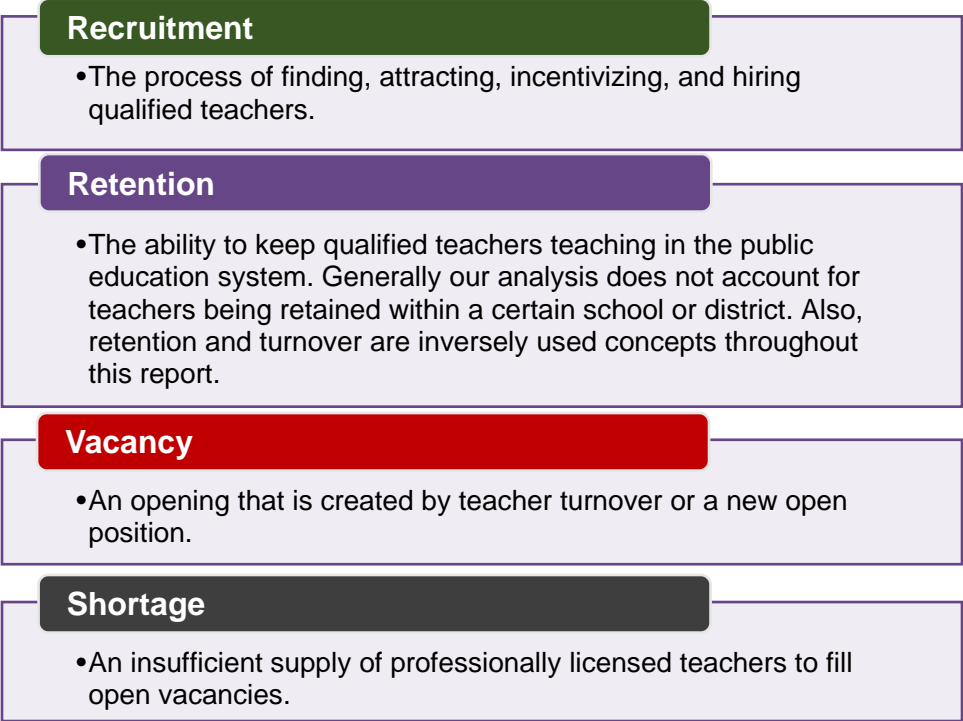 Recruitment
•The process of finding, attracting, incentivizing, and hiring
qualified teachers.
Retention
•The ability to keep qualified teachers teaching in the public
education system. Generally our analysis does not account for
teachers being retained within a certain school or district. Also,
retention and turnover are inversely used concepts throughout
this report.
Vacancy
•An opening that is created by teacher turnover or a new open
position.
Shortage
•An insufficient supply of professionally licensed teachers to fill
open vacancies.